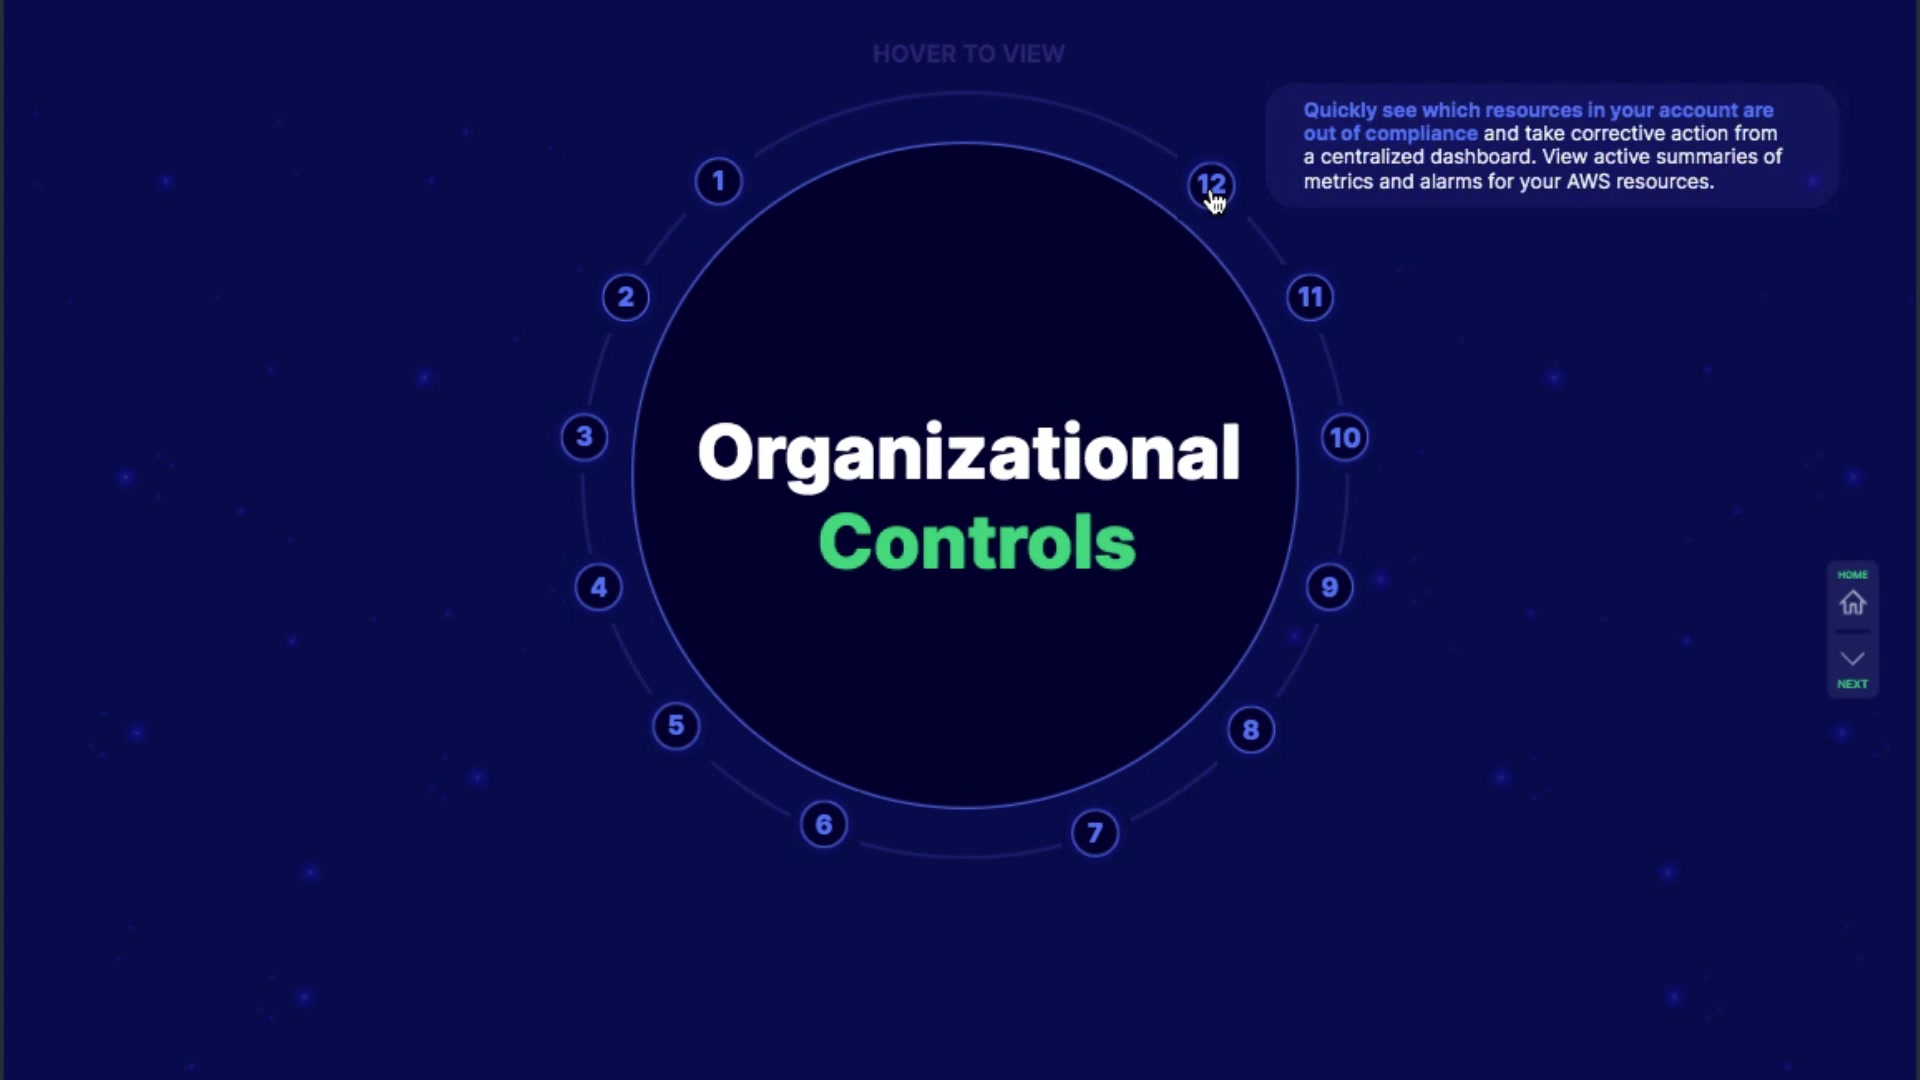 HOVER TO VIEW
Quickly see which resources in your account are
out of compliance and take corrective action from
a centralized dashboard. View active summaries of
metrics and alarms for your AWS resources.
1
12
2
11
3
10
Organizational
Controls
4
9
5
8
6
7
HOME
NEXT